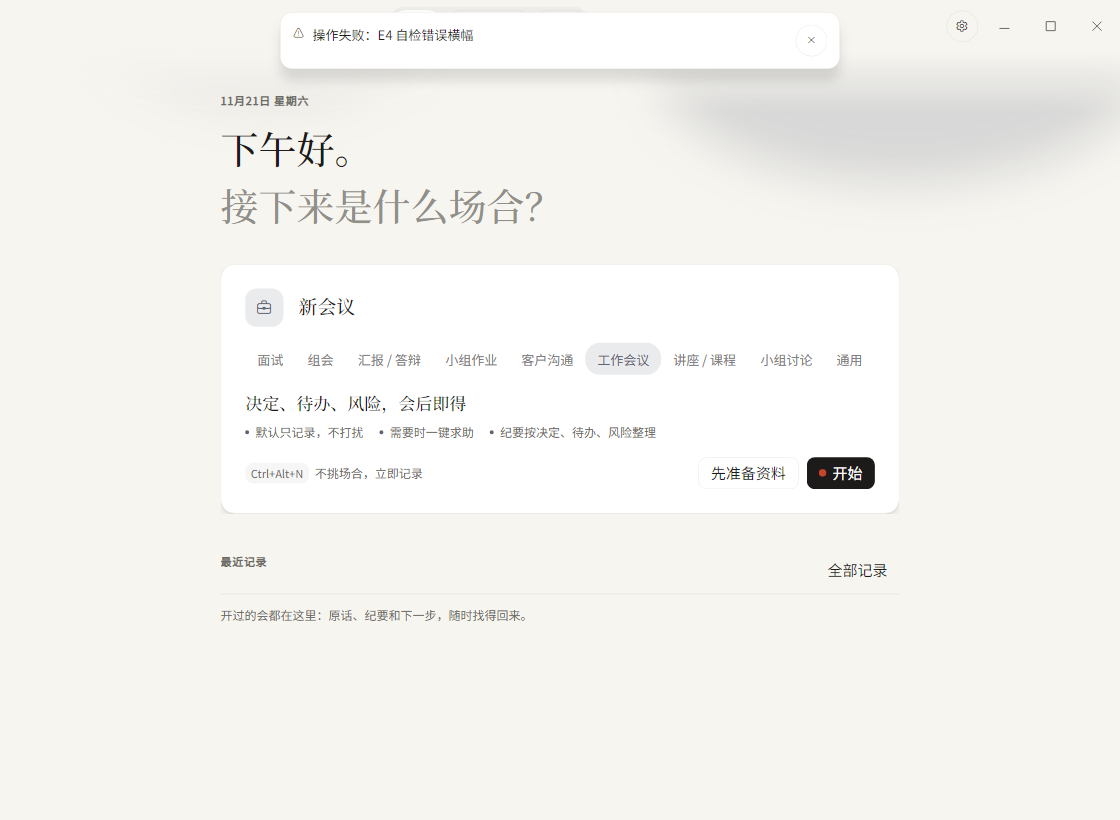 操作失败：E4 自检错误横幅
11月21日 星期六
下午好。
接下来是什么场合？
新会议
面试 组会 汇报 / 答辩 小组作业 客户沟通 工作会议 讲座 / 课程 小组讨论 通用
决定、待办、风险，会后即得
• 默认只记录，不打扰 • 需要时一键求助 • 纪要按决定、待办、风险整理
Ctrl+Alt+N 不挑场合，立即记录 先准备资料 开始
最近记录 全部记录
开过的会都在这里：原话、纪要和下一步，随时找得回来。